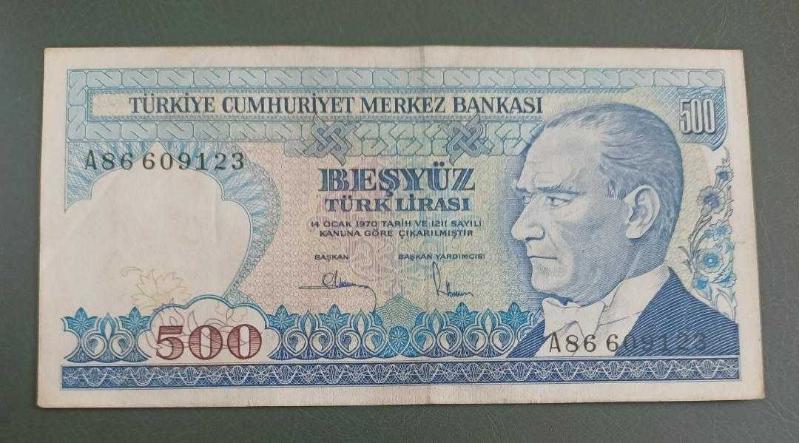 TÜRKİYE CUMHURİYET MERKEZ BANKASI
500
A86 609123
BEŞYÜZ
TÜRK LİRASI
14 OCAK 1970 TARİH VE 1211 SAYILI
KANUNA GÖRE ÇIKARILMIŞTIR
BAŞKAN BAŞKAN YARDIMCISI
500
A86 609123